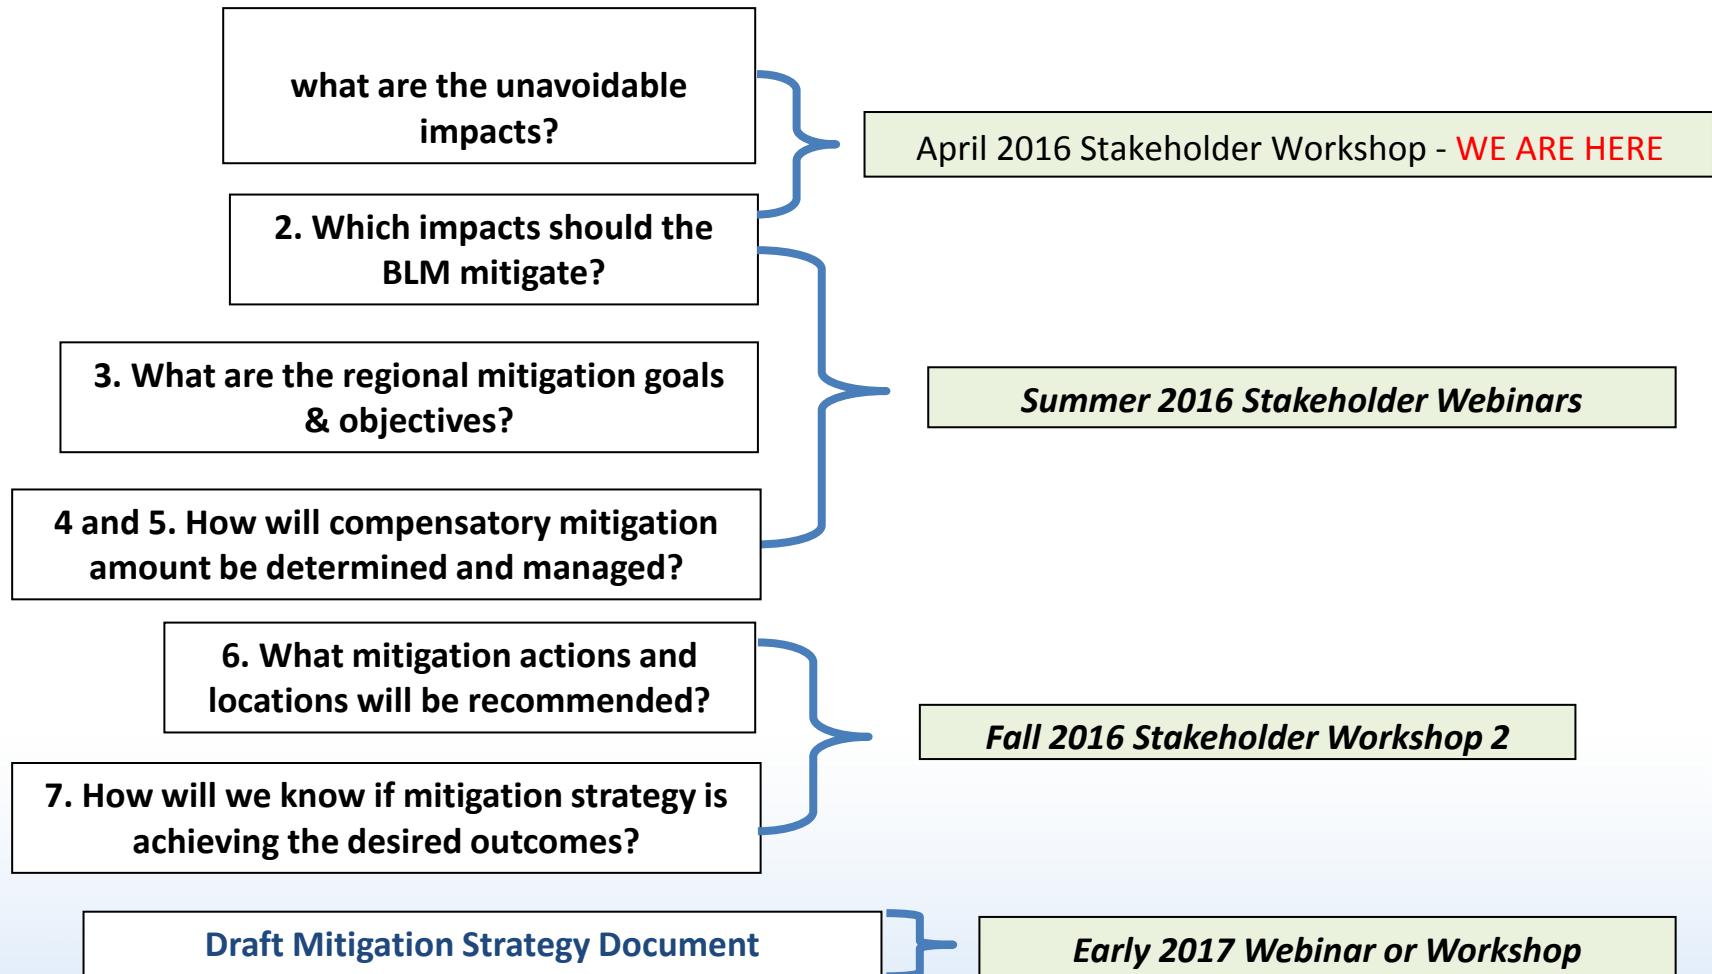 what are the unavoidable
impacts?
April 2016 Stakeholder Workshop - WE ARE HERE
2. Which impacts should the
BLM mitigate?
3. What are the regional mitigation goals
& objectives?
Summer 2016 Stakeholder Webinars
4 and 5. How will compensatory mitigation
amount be determined and managed?
6. What mitigation actions and
locations will be recommended?
Fall 2016 Stakeholder Workshop 2
7. How will we know if mitigation strategy is
achieving the desired outcomes?
Draft Mitigation Strategy Document
Early 2017 Webinar or Workshop